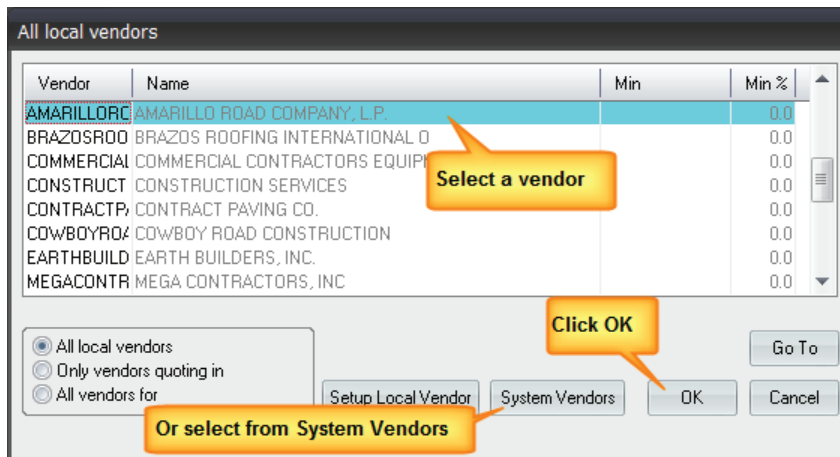 All local vendors
Vendor Name Min Min %
AMARILLORC AMARILLO ROAD COMPANY, L.P. 0.0
BRAZOSROO BRAZOS ROOFING INTERNATIONAL O 0.0
COMMERCIAL COMMERCIAL CONTRACTORS EQUIPM 0.0
Select a vendor
CONSTRUCT CONSTRUCTION SERVICES 0.0
CONTRACTP CONTRACT PAVING CO. 0.0
COWBOYROA COWBOY ROAD CONSTRUCTION 0.0
EARTHBUILD EARTH BUILDERS, INC. 0.0
MEGACONTR MEGA CONTRACTORS, INC 0.0
Click OK
All local vendors
Only vendors quoting in
All vendors for
Go To
Setup Local Vendor System Vendors OK Cancel
Or select from System Vendors